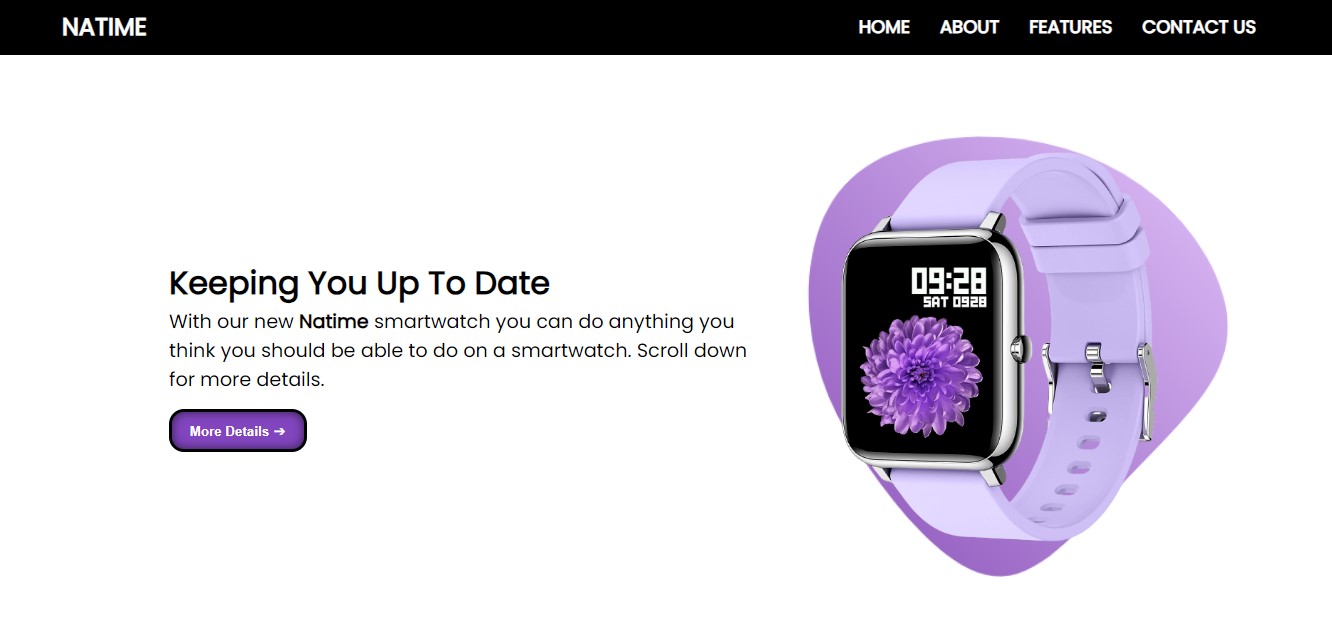 NATIME
HOME ABOUT FEATURES CONTACT US
Keeping You Up To Date
With our new Natime smartwatch you can do anything you
think you should be able to do on a smartwatch. Scroll down
for more details.
More Details ➔
09:28
SAT 0928